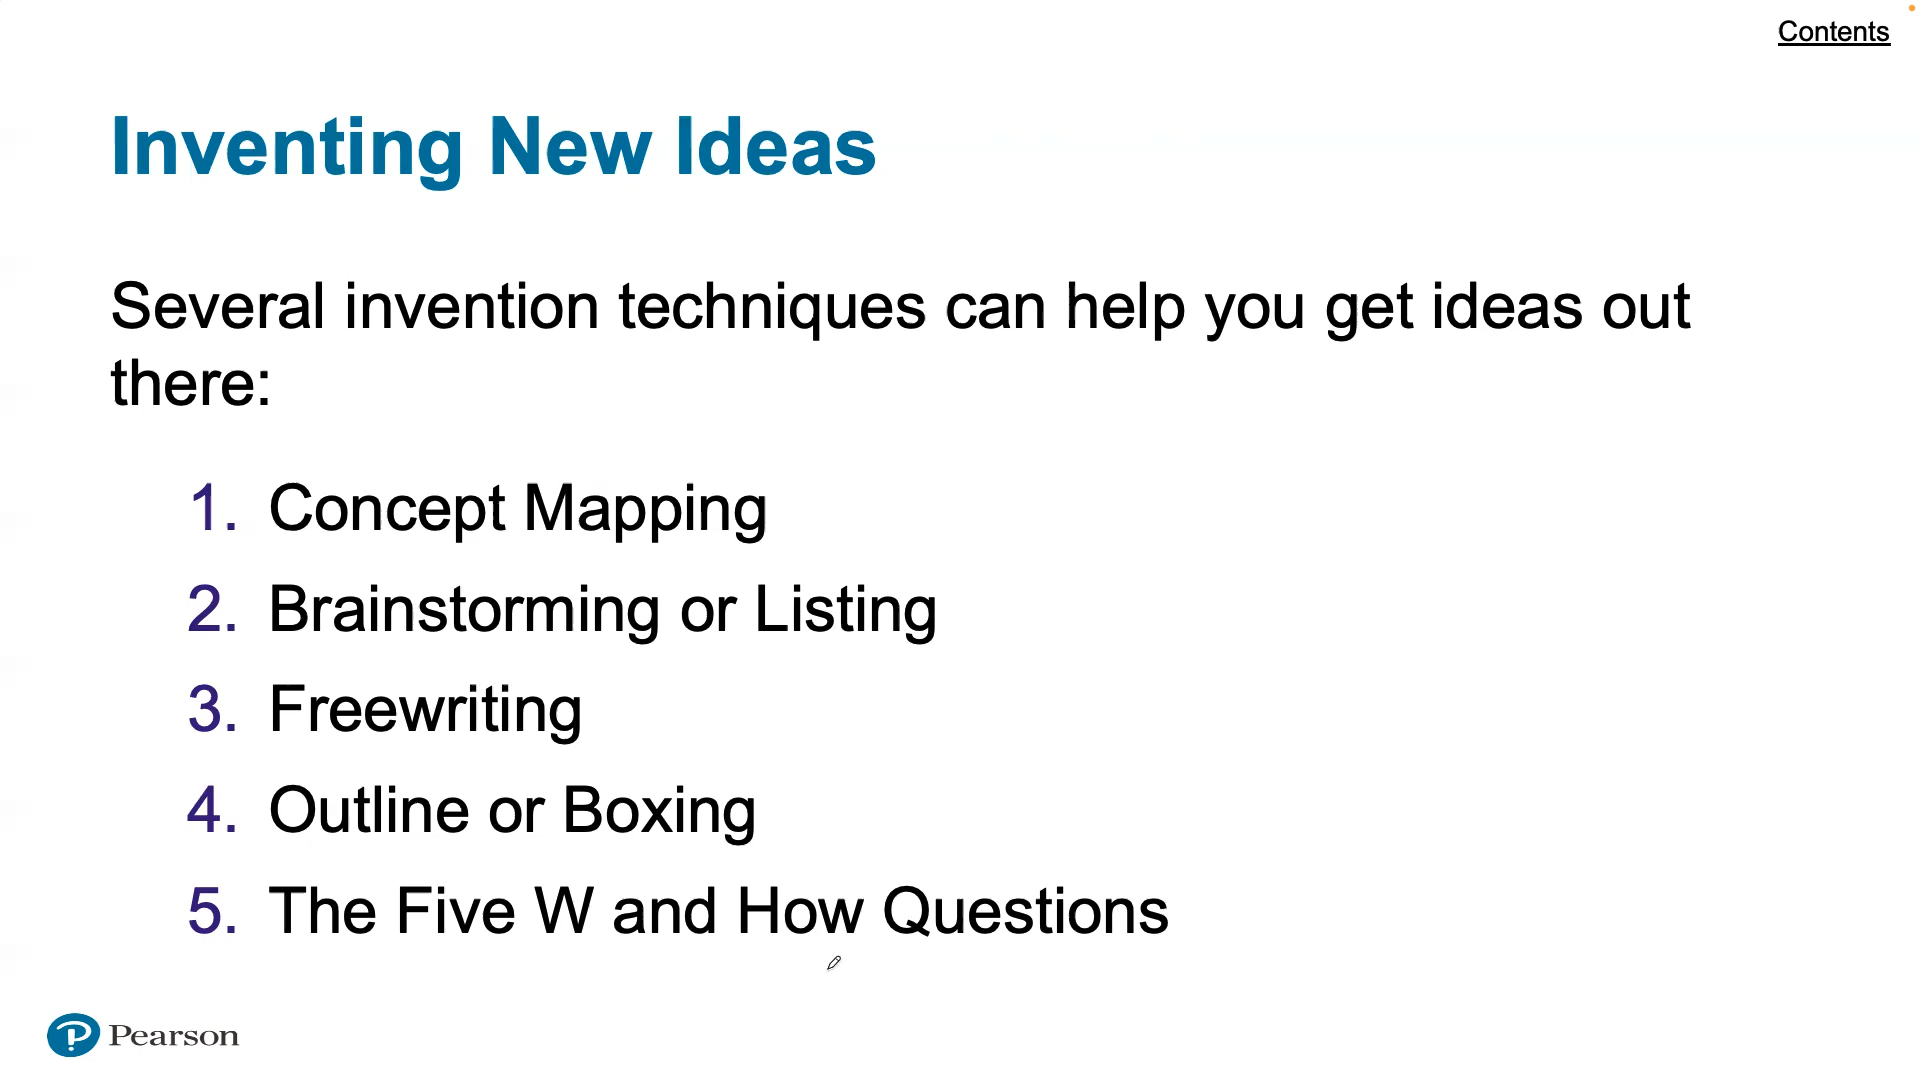 Contents
Inventing New Ideas
Several invention techniques can help you get ideas out
there:
1. Concept Mapping
2. Brainstorming or Listing
3. Freewriting
4. Outline or Boxing
5. The Five W and How Questions
Pearson